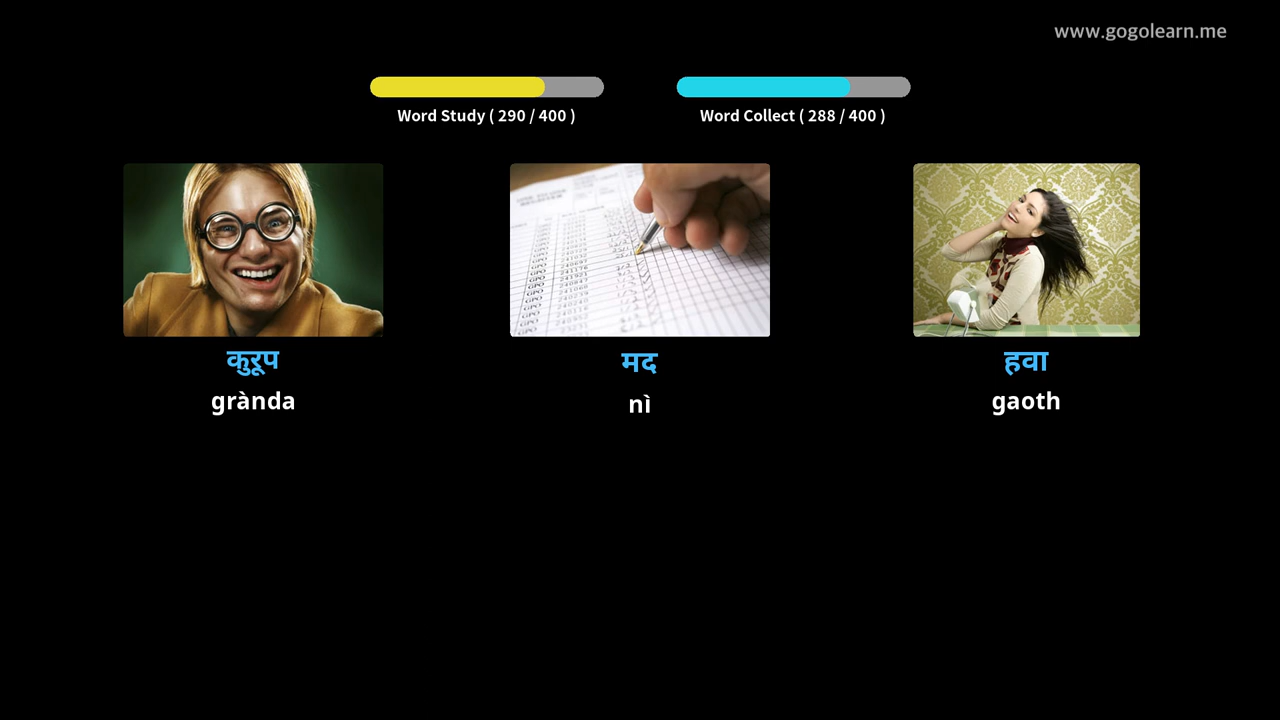 www.gogolearn.me
Word Study ( 290 / 400 )
Word Collect ( 288 / 400 )
कुरूप
मद
हवा
grànda
nì
gaoth